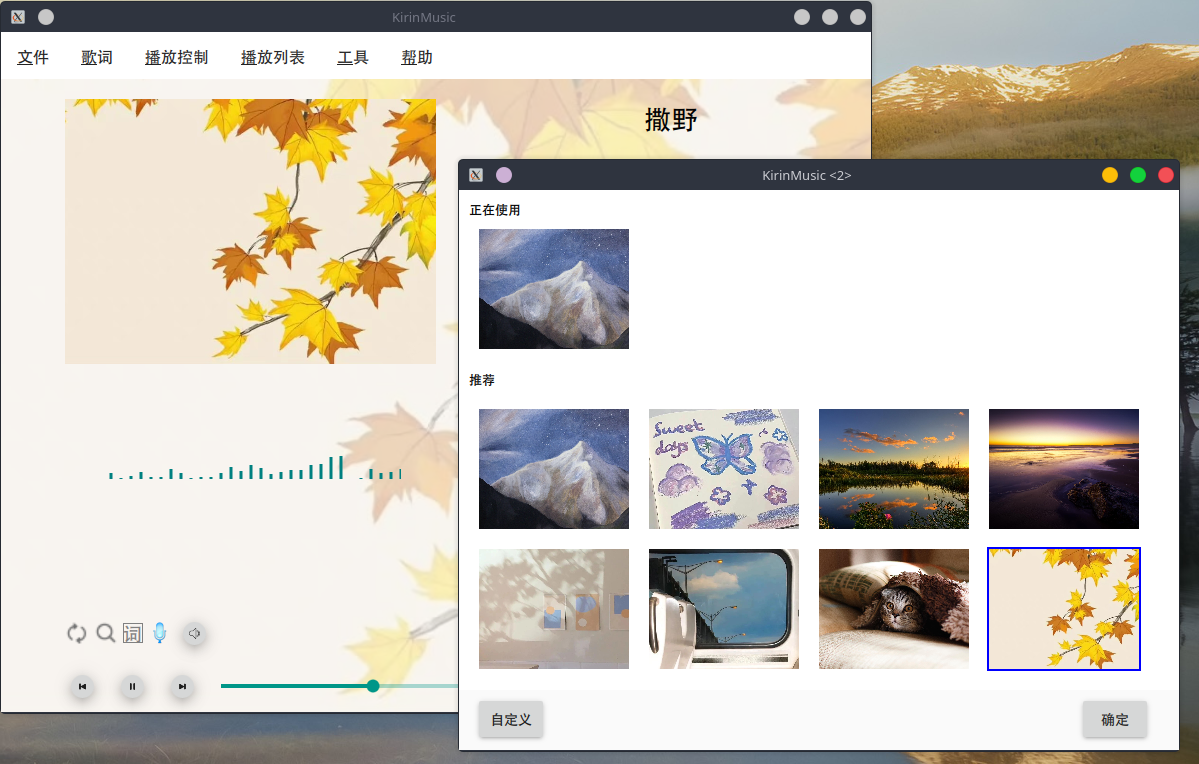 KirinMusic
文件 歌词 播放控制 播放列表 工具 帮助
撒野
KirinMusic <2>
正在使用
推荐
Sweet
days
词
自定义 确定